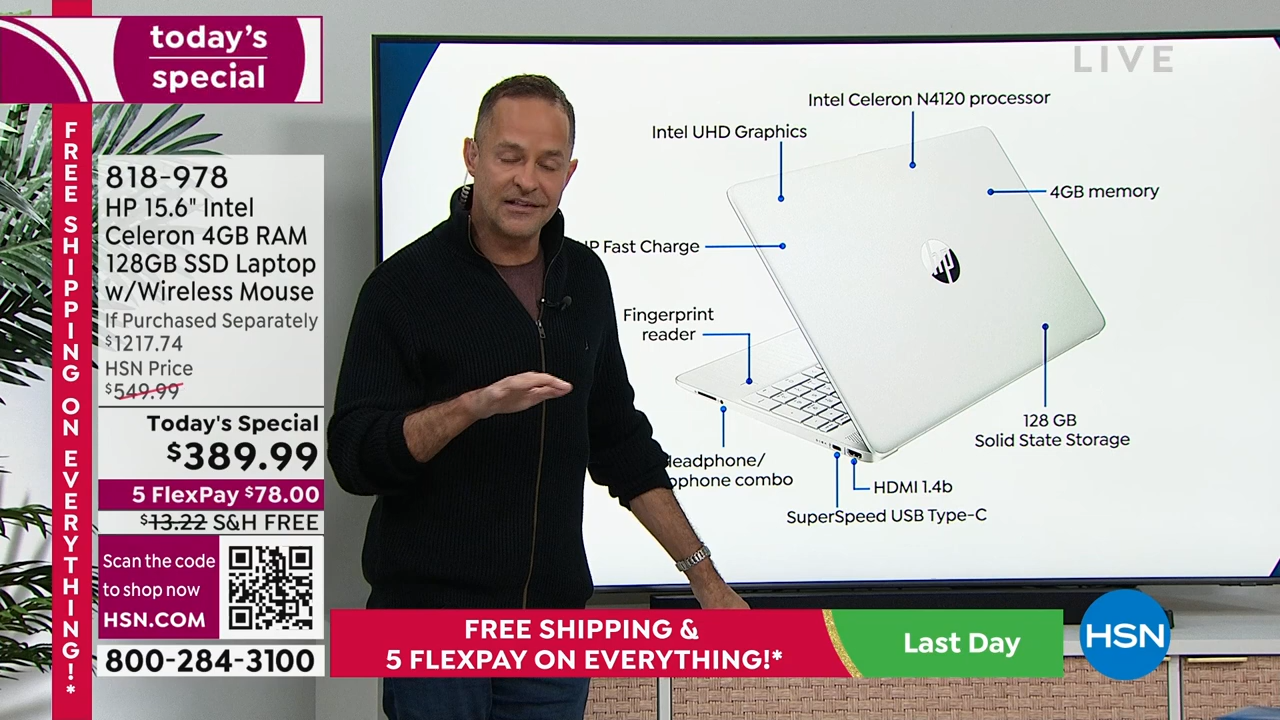 today's
special
FREE SHIPPING ON EVERYTHING!*
818-978
HP 15.6" Intel
Celeron 4GB RAM
128GB SSD Laptop
w/Wireless Mouse
If Purchased Separately
$1217.74
HSN Price
$549.99
Today's Special
$389.99
5 FlexPay $78.00
$13.22 S&H FREE
Scan the code
to shop now
HSN.COM
800-284-3100
LIVE
Intel Celeron N4120 processor
Intel UHD Graphics
4GB memory
HP Fast Charge
Fingerprint
reader
hp
128 GB
Solid State Storage
Headphone/
ophone combo
HDMI 1.4b
SuperSpeed USB Type-C
FREE SHIPPING &
5 FLEXPAY ON EVERYTHING!*
Last Day
HSN